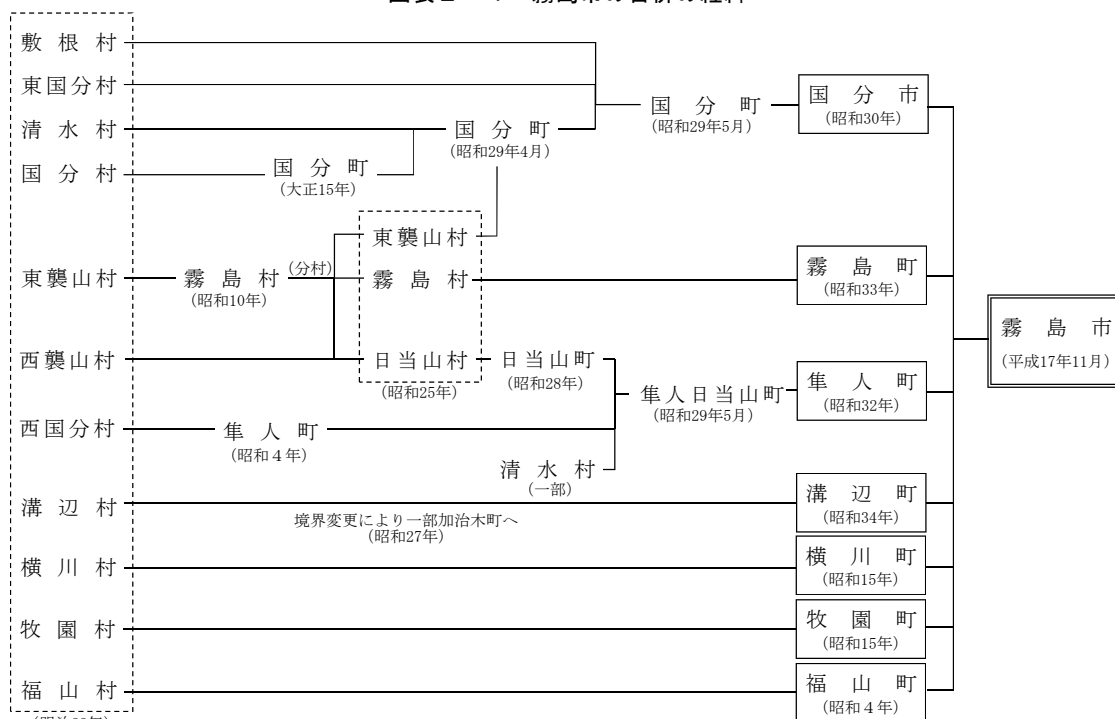 敷根村
東国分村
清水村
国分村
国分町
(大正15年)
国分町
(昭和29年4月)
国分町
(昭和29年5月)
国分市
(昭和30年)
東襲山村
霧島村
(昭和10年)
(分村)
東襲山村
霧島村
霧島町
(昭和33年)
西襲山村
日当山村
(昭和25年)
日当山町
(昭和28年)
隼人日当山町
(昭和29年5月)
隼人町
(昭和32年)
霧島市
(平成17年11月)
西国分村
隼人町
(昭和4年)
清水村
(一部)
溝辺村
境界変更により一部加治木町へ
(昭和27年)
溝辺町
(昭和34年)
横川村
横川町
(昭和15年)
牧園村
牧園町
(昭和15年)
福山村
福山町
(昭和4年)